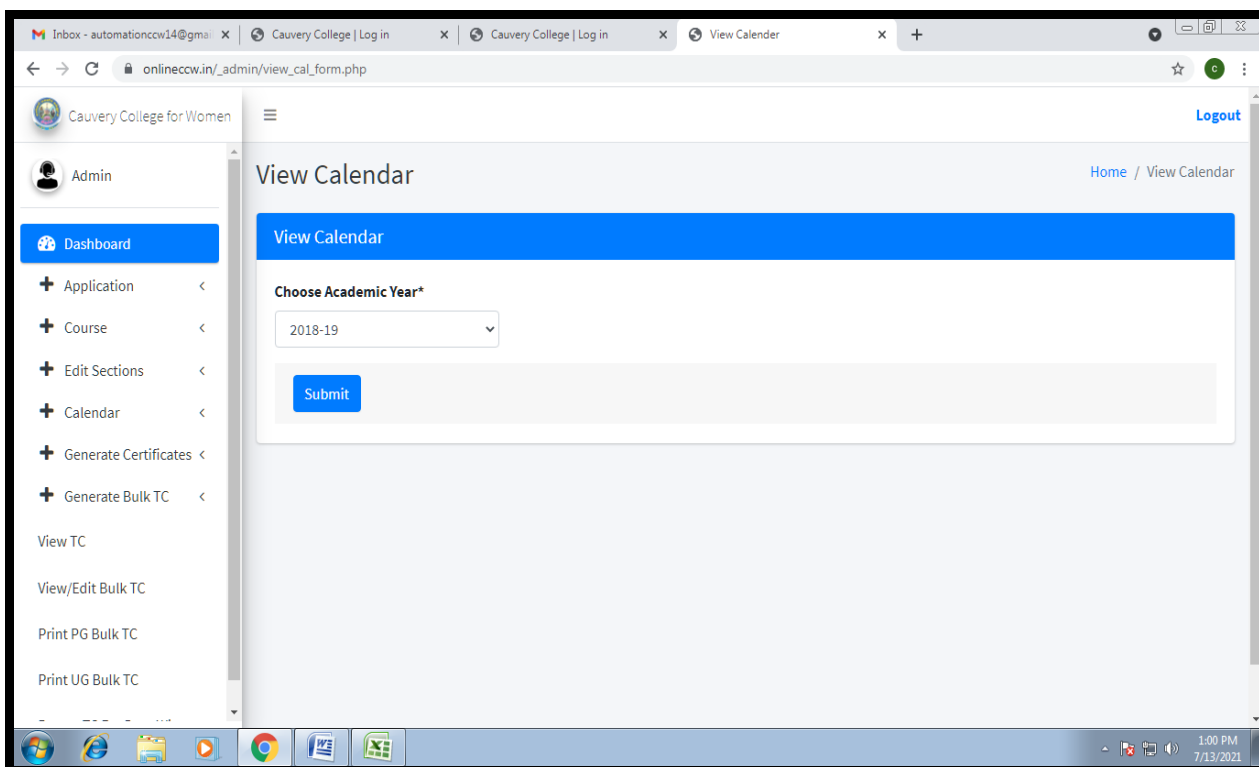 Inbox - automationccw14@gmai
Cauvery College | Log in
Cauvery College | Log in
View Calender
onlineccw.in/_admin/view_cal_form.php
c
Cauvery College for Women
Logout
Admin
View Calendar
Home / View Calendar
Dashboard
View Calendar
Application
Choose Academic Year*
Course
2018-19
Edit Sections
Submit
Calendar
Generate Certificates
Generate Bulk TC
View TC
View/Edit Bulk TC
Print PG Bulk TC
Print UG Bulk TC
1:00 PM
7/13/2021